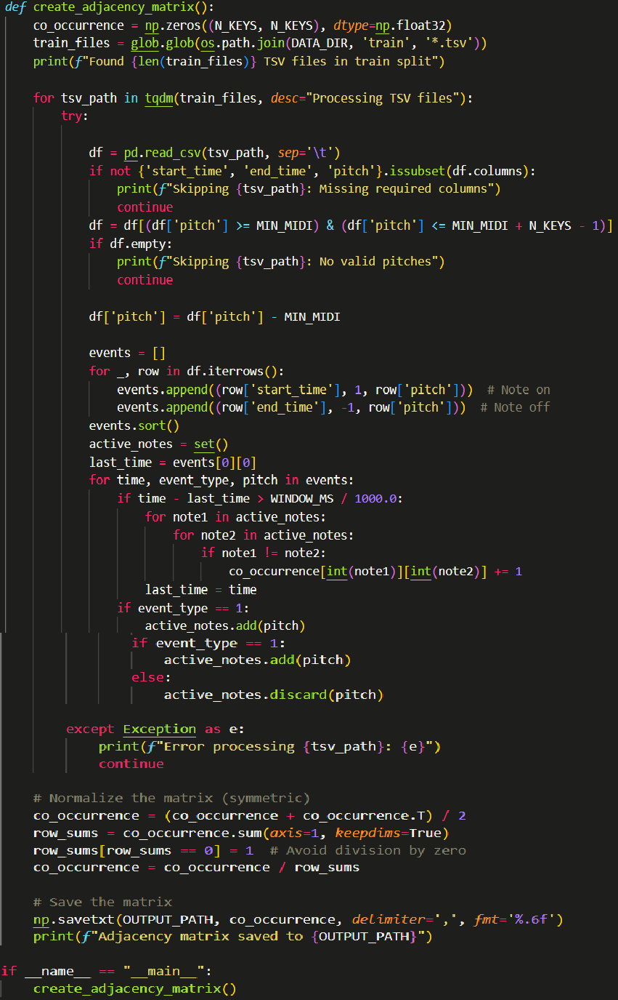 def create_adjacency_matrix():
    co_occurrence = np.zeros((N_KEYS, N_KEYS), dtype=np.float32)
    train_files = glob.glob(os.path.join(DATA_DIR, 'train', '*.tsv'))
    print(f"Found {len(train_files)} TSV files in train split")

    for tsv_path in tqdm(train_files, desc="Processing TSV files"):
        try:

            df = pd.read_csv(tsv_path, sep='\t')
            if not {'start_time', 'end_time', 'pitch'}.issubset(df.columns):
                print(f"Skipping {tsv_path}: Missing required columns")
                continue
            df = df[(df['pitch'] >= MIN_MIDI) & (df['pitch'] <= MIN_MIDI + N_KEYS - 1)]
            if df.empty:
                print(f"Skipping {tsv_path}: No valid pitches")
                continue

            df['pitch'] = df['pitch'] - MIN_MIDI

            events = []
            for _, row in df.iterrows():
                events.append((row['start_time'], 1, row['pitch']))  # Note on
                events.append((row['end_time'], -1, row['pitch']))  # Note off
            events.sort()
            active_notes = set()
            last_time = events[0][0]
            for time, event_type, pitch in events:
                if time - last_time > WINDOW_MS / 1000.0:
                    for note1 in active_notes:
                        for note2 in active_notes:
                            if note1 != note2:
                                co_occurrence[int(note1)][int(note2)] += 1
                    last_time = time
                if event_type == 1:
                    active_notes.add(pitch)
                if event_type == 1:
                    active_notes.add(pitch)
                else:
                    active_notes.discard(pitch)

        except Exception as e:
            print(f"Error processing {tsv_path}: {e}")
            continue

    # Normalize the matrix (symmetric)
    co_occurrence = (co_occurrence + co_occurrence.T) / 2
    row_sums = co_occurrence.sum(axis=1, keepdims=True)
    row_sums[row_sums == 0] = 1  # Avoid division by zero
    co_occurrence = co_occurrence / row_sums

    # Save the matrix
    np.savetxt(OUTPUT_PATH, co_occurrence, delimiter=',', fmt='%.6f')
    print(f"Adjacency matrix saved to {OUTPUT_PATH}")

if __name__ == "__main__":
    create_adjacency_matrix()